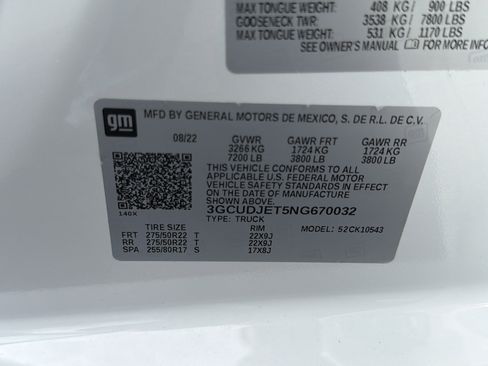 MAX TONGUE WEIGHT: 408 KG/ 900 LBS
GOOSENECK TWR: 3538 KG/ 7800 LBS
MAX TONGUE WEIGHT: 531 KG/ 1170 LBS
SEE OWNER'S MANUAL FOR MORE INFO
gm MFD BY GENERAL MOTORS DE MEXICO, S. DE R.L. DE C.V.
08/22 GVWR GAWR FRT GAWR RR
3266 KG 1724 KG 1724 KG
7200 LB 3800 LB 3800 LB
THIS VEHICLE CONFORMS TO ALL
APPLICABLE U.S. FEDERAL MOTOR
VEHICLE SAFETY STANDARDS IN
EFFECT ON THE DATE OF
MANUFACTURE SHOWN ABOVE.
3GCUDJET5NG670032
140X TYPE: TRUCK
TIRE SIZE RIM MODEL: 52CK10543
FRT 275/50R22 T 22X9J
RR 275/50R22 T 22X9J
SPA 255/80R17 S 17X8J